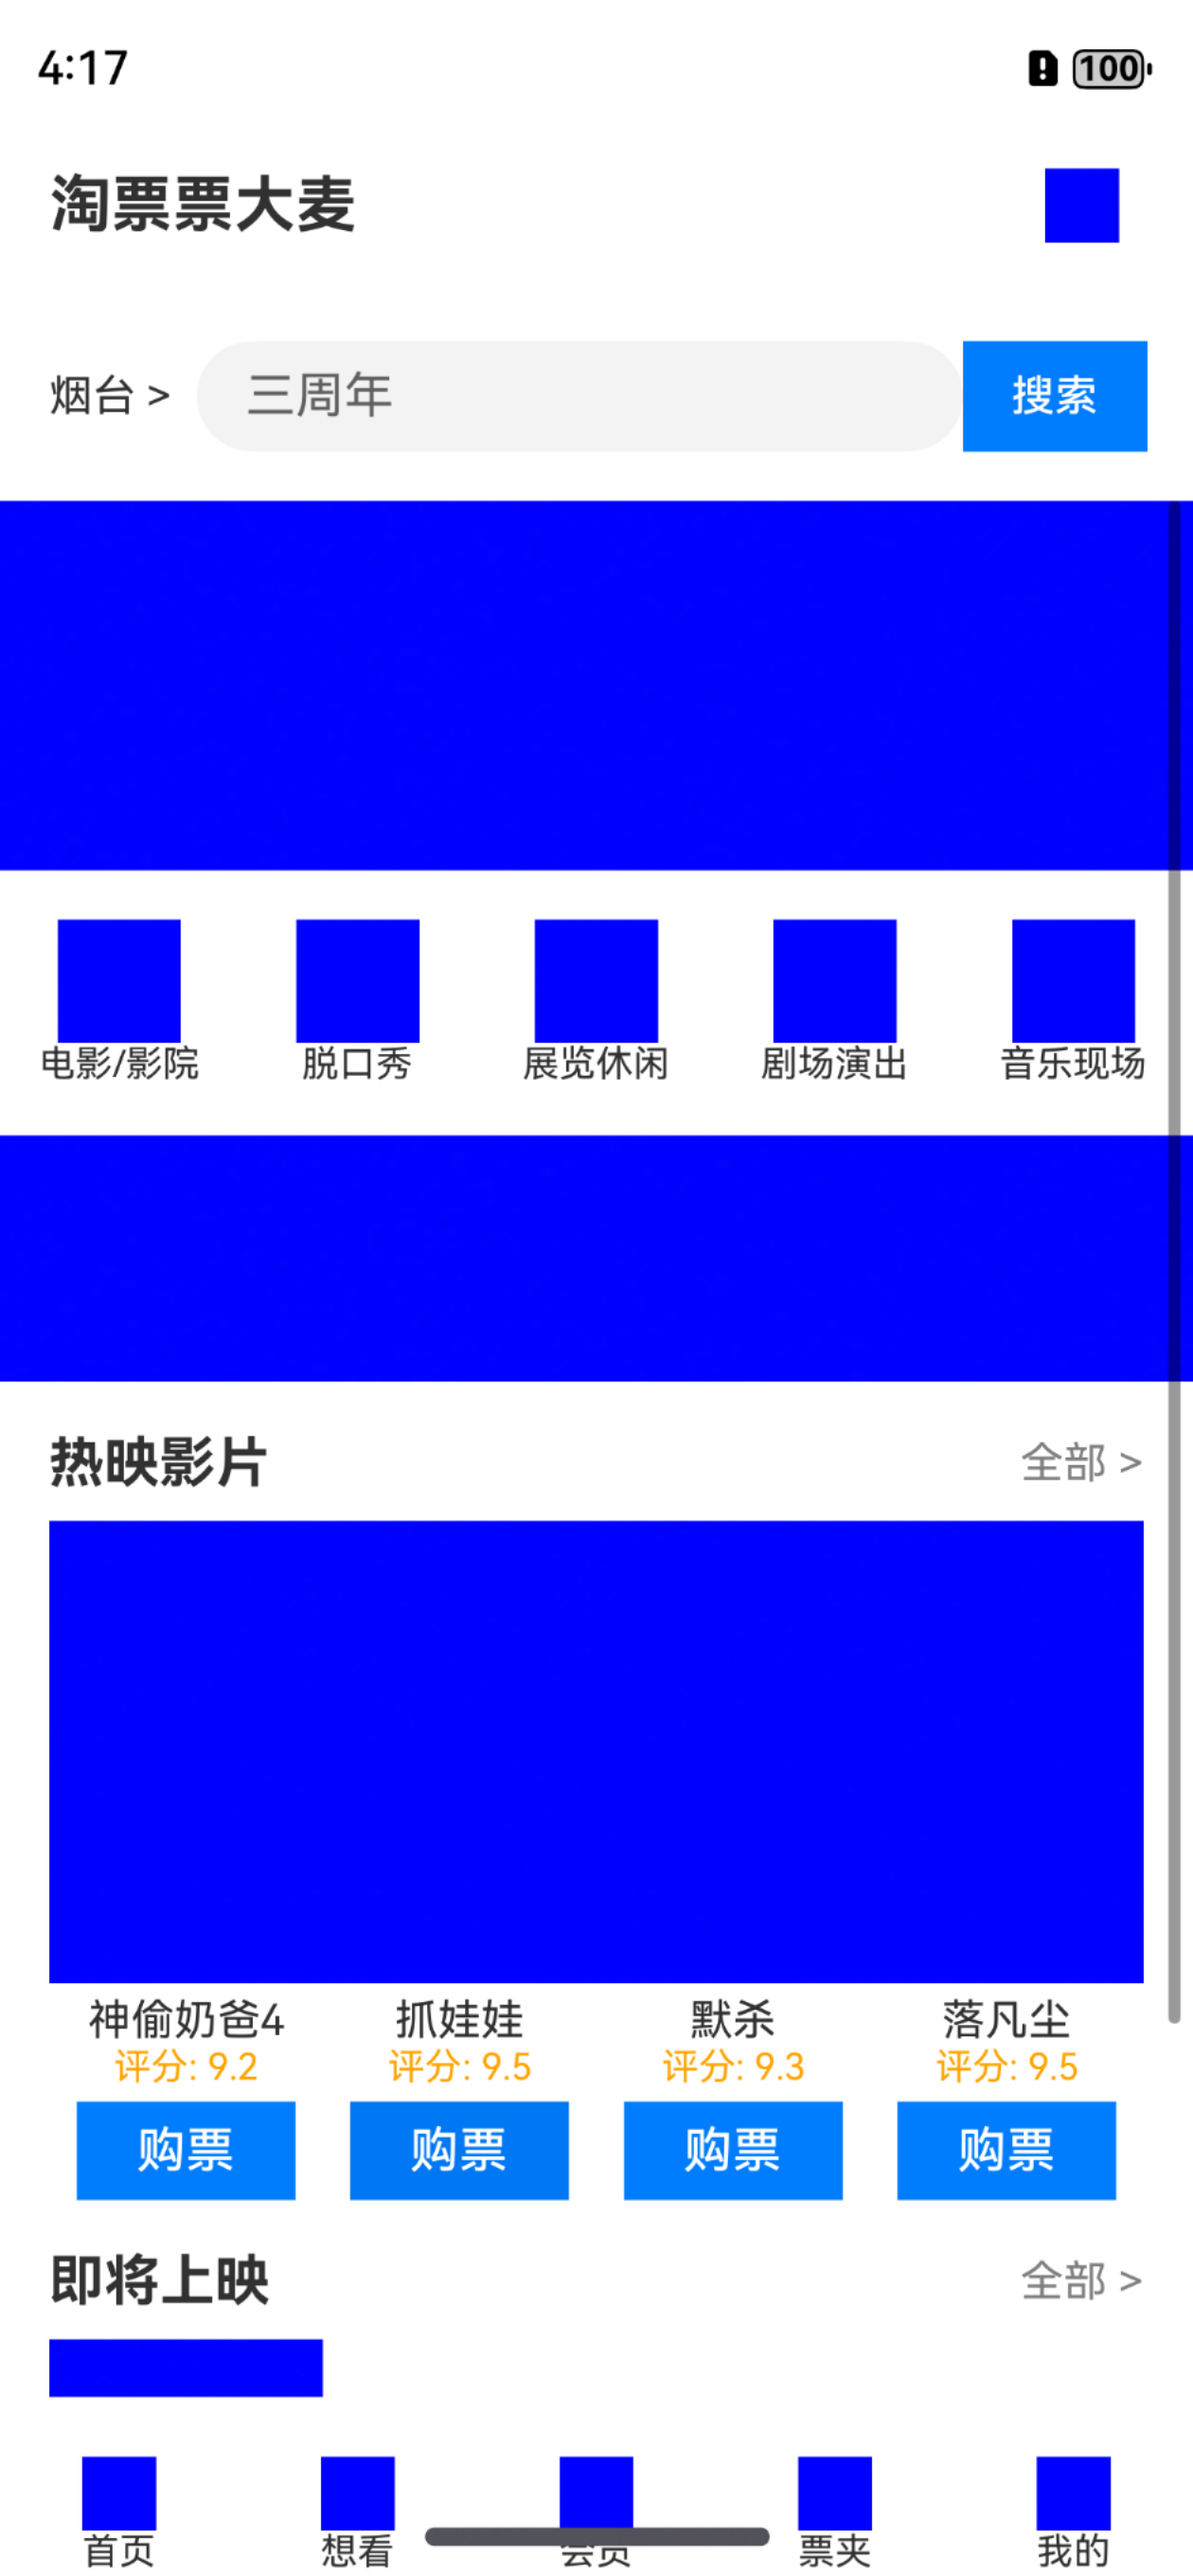 4:17
100
淘票票大麦
烟台 >
三周年
搜索
电影/影院
脱口秀
展览休闲
剧场演出
音乐现场
热映影片
全部 >
神偷奶爸4
抓娃娃
默杀
落凡尘
评分: 9.2
评分: 9.5
评分: 9.3
评分: 9.5
购票
购票
购票
购票
即将上映
全部 >
首页
想看
会员
票夹
我的